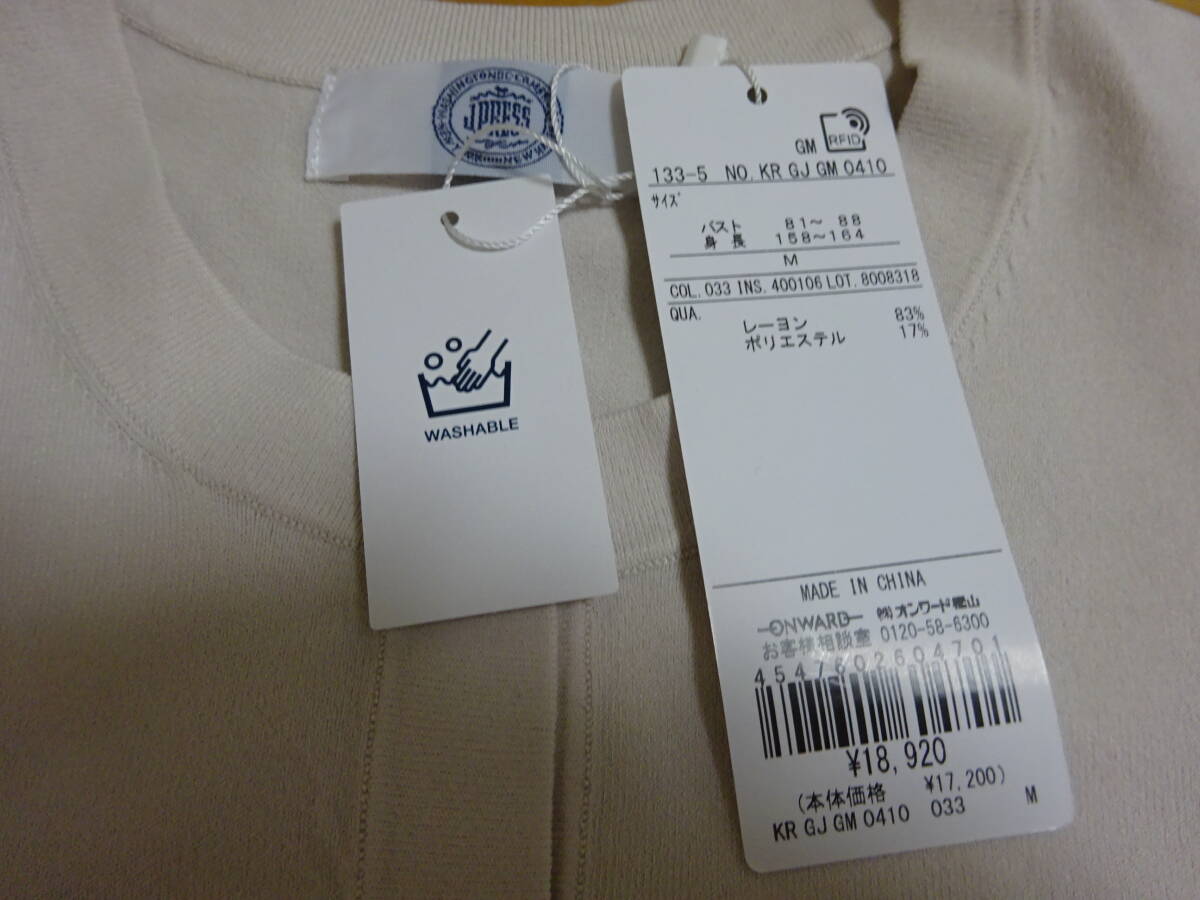 J.PRESS
WASHABLE
GM RFID
133-5 NO. KR GJ GM 0410
サイズ
バスト 81～ 88
身長 158～164
M
COL. 033 INS. 400106 LOT. 8008318
QUA.
レーヨン 83%
ポリエステル 17%
MADE IN CHINA
ONWARD ㈱オンワード樫山
お客様相談室 0120-58-6300
4547602604701
¥18,920
(本体価格 ¥17,200)
KR GJ GM 0410 033 M